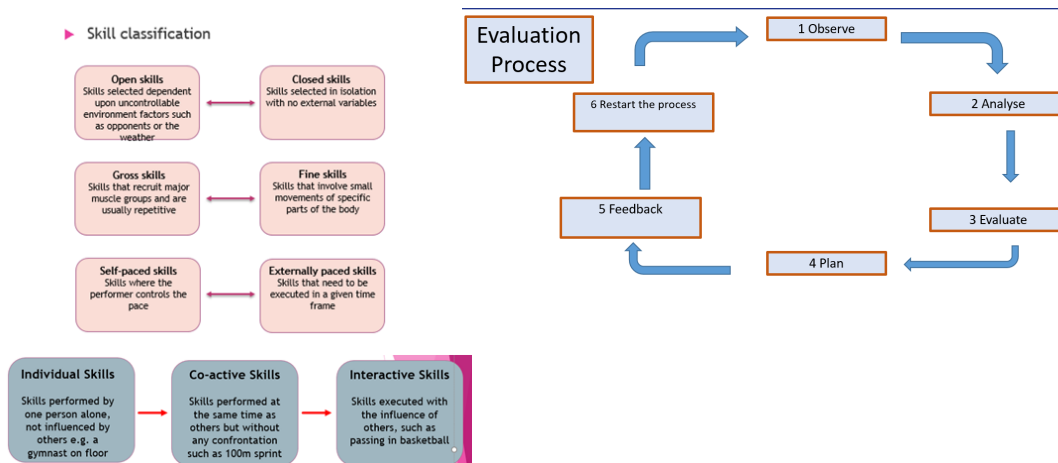 Skill classification
Open skills
Skills selected dependent
upon uncontrollable
environment factors such
as opponents or the
weather
Closed skills
Skills selected in isolation
with no external variables
Gross skills
Skills that recruit major
muscle groups and are
usually repetitive
Fine skills
Skills that involve small
movements of specific
parts of the body
Self-paced skills
Skills where the
performer controls the
pace
Externally paced skills
Skills that need to be
executed in a given time
frame
Individual Skills
Skills performed by
one person alone,
not influenced by
others e.g. a
gymnast on floor
Co-active Skills
Skills performed at
the same time as
others but without
any confrontation
such as 100m sprint
Interactive Skills
Skills executed with
the influence of
others, such as
passing in basketball
Evaluation
Process
1 Observe
2 Analyse
3 Evaluate
4 Plan
5 Feedback
6 Restart the process